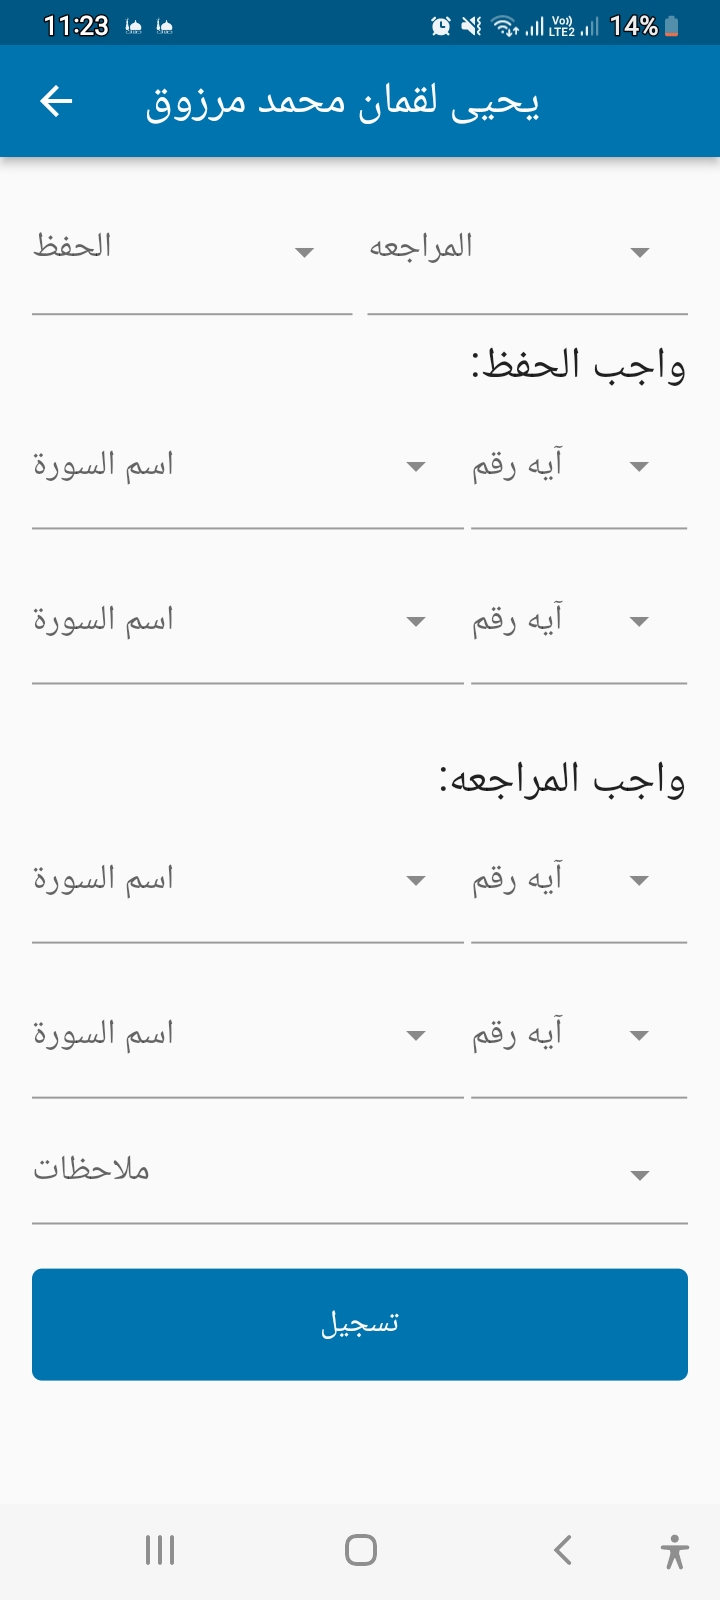 11:23 Vo) LTE2 14%
يحيى لقمان محمد مرزوق
المراجعه الحفظ
واجب الحفظ:
آيه رقم اسم السورة
آيه رقم اسم السورة
واجب المراجعه:
آيه رقم اسم السورة
آيه رقم اسم السورة
ملاحظات
تسجيل